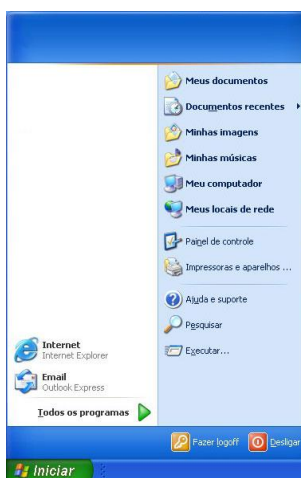 Meus documentos
Documentos recentes
Minhas imagens
Minhas músicas
Meu computador
Meus locais de rede
Painel de controle
Impressoras e aparelhos ...
Ajuda e suporte
Pesquisar
Executar...
Internet
Internet Explorer
Email
Outlook Express
Todos os programas
Fazer logoff
Desligar
Iniciar